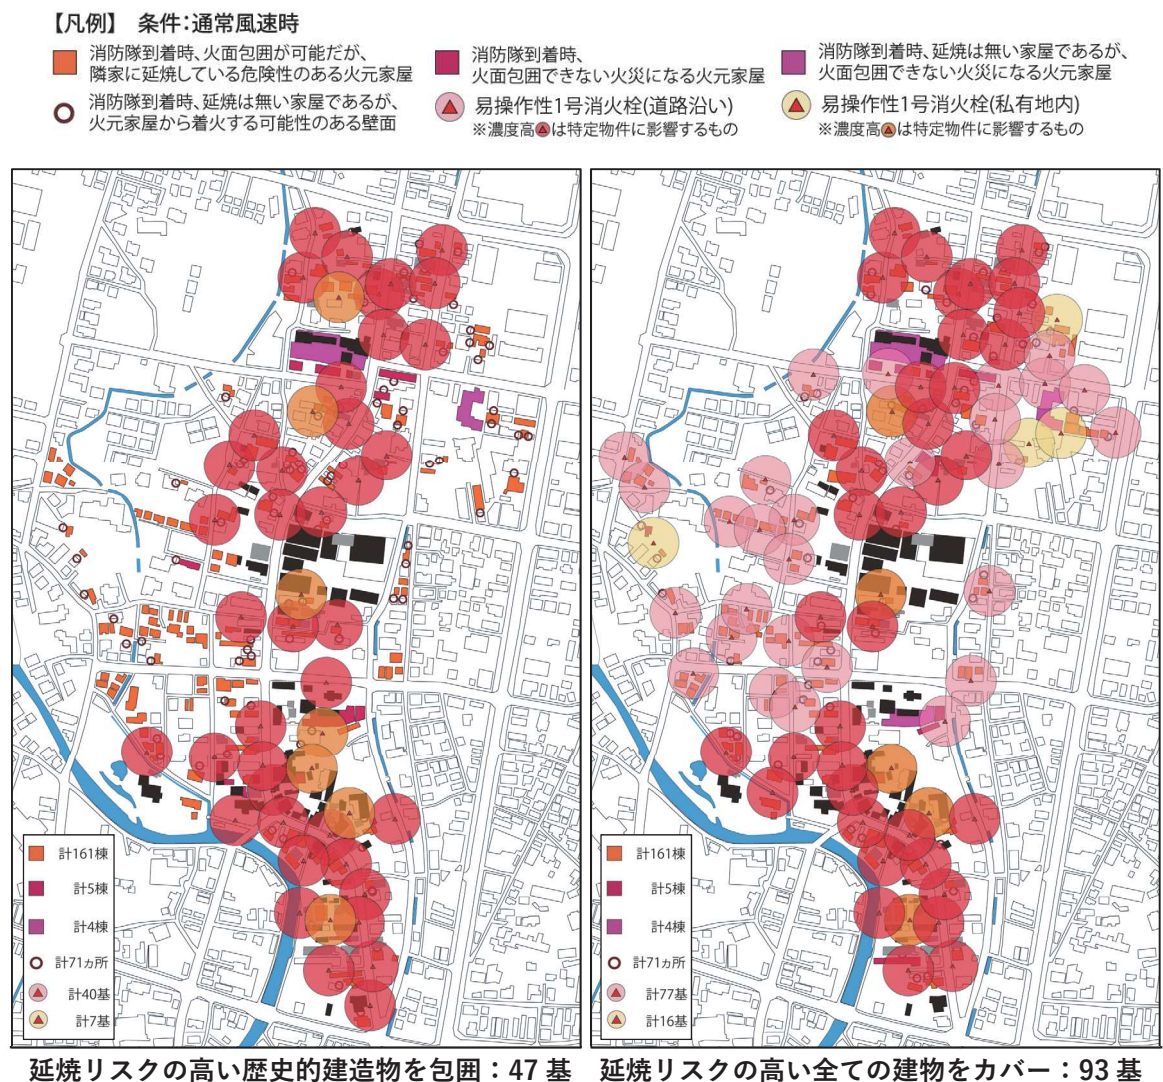 【凡例】 条件:通常風速時
消防隊到着時、火面包囲が可能だが、
隣家に延焼している危険性のある火元家屋
消防隊到着時、
火面包囲できない火災になる火元家屋
消防隊到着時、延焼は無い家屋であるが、
火面包囲できない火災になる火元家屋
消防隊到着時、延焼は無い家屋であるが、
火元家屋から着火する可能性のある壁面
易操作性1号消火栓(道路沿い)
※濃度高は特定物件に影響するもの
易操作性1号消火栓(私有地内)
※濃度高は特定物件に影響するもの
計161棟
計5棟
計4棟
計71ヵ所
計40基
計7基
計161棟
計5棟
計4棟
計71ヵ所
計77基
計16基
延焼リスクの高い歴史的建造物を包囲：47 基
延焼リスクの高い全ての建物をカバー：93 基